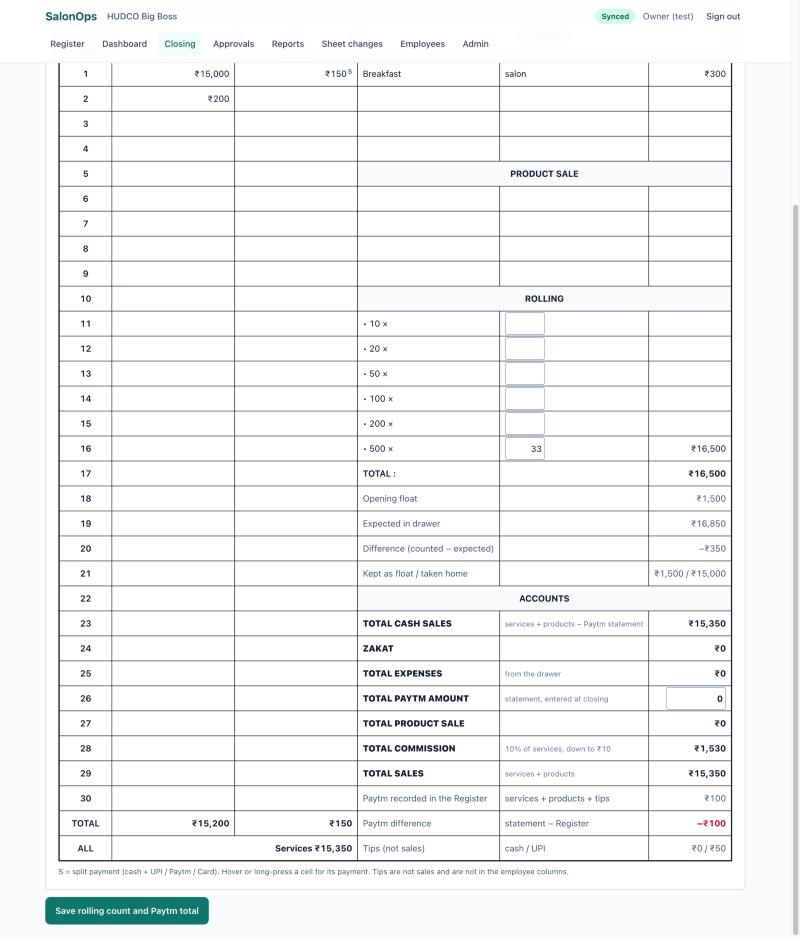 SalonOps HUDCO Big Boss Synced Owner (test) Sign out
Register Dashboard Closing Approvals Reports Sheet changes Employees Admin
1 ₹15,000 ₹150 S Breakfast salon ₹300
2 ₹200
3
4
5 PRODUCT SALE
6
7
8
9
10 ROLLING
11 • 10 ×
12 • 20 ×
13 • 50 ×
14 • 100 ×
15 • 200 ×
16 • 500 × 33 ₹16,500
17 TOTAL : ₹16,500
18 Opening float ₹1,500
19 Expected in drawer ₹16,850
20 Difference (counted − expected) −₹350
21 Kept as float / taken home ₹1,500 / ₹15,000
22 ACCOUNTS
23 TOTAL CASH SALES services + products − Paytm statement ₹15,350
24 ZAKAT ₹0
25 TOTAL EXPENSES from the drawer ₹0
26 TOTAL PAYTM AMOUNT statement, entered at closing 0
27 TOTAL PRODUCT SALE ₹0
28 TOTAL COMMISSION 10% of services, down to ₹10 ₹1,530
29 TOTAL SALES services + products ₹15,350
30 Paytm recorded in the Register services + products + tips ₹100
TOTAL ₹15,200 ₹150 Paytm difference statement − Register −₹100
ALL Services ₹15,350 Tips (not sales) cash / UPI ₹0 / ₹50
S = split payment (cash + UPI / Paytm / Card). Hover or long-press a cell for its payment. Tips are not sales and are not in the employee columns.
Save rolling count and Paytm total